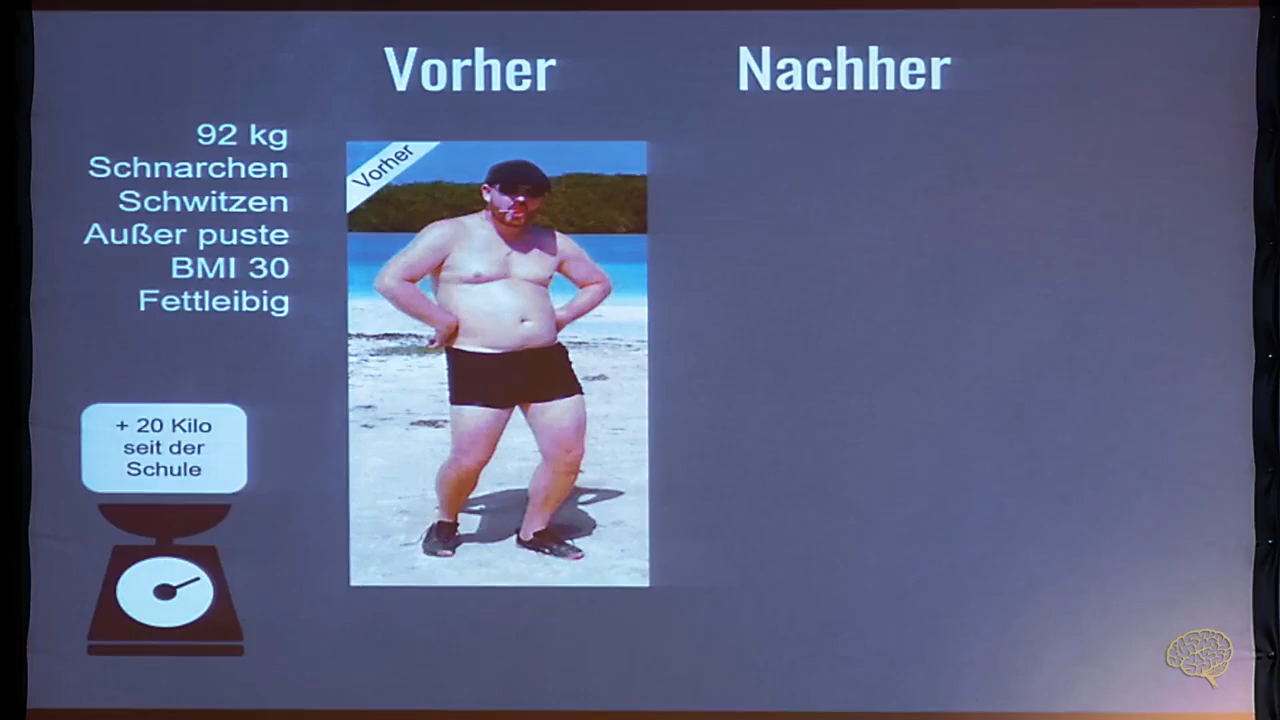 Vorher
Nachher
92 kg
Schnarchen
Schwitzen
Außer puste
BMI 30
Fettleibig
Vorher
+ 20 Kilo
seit der
Schule